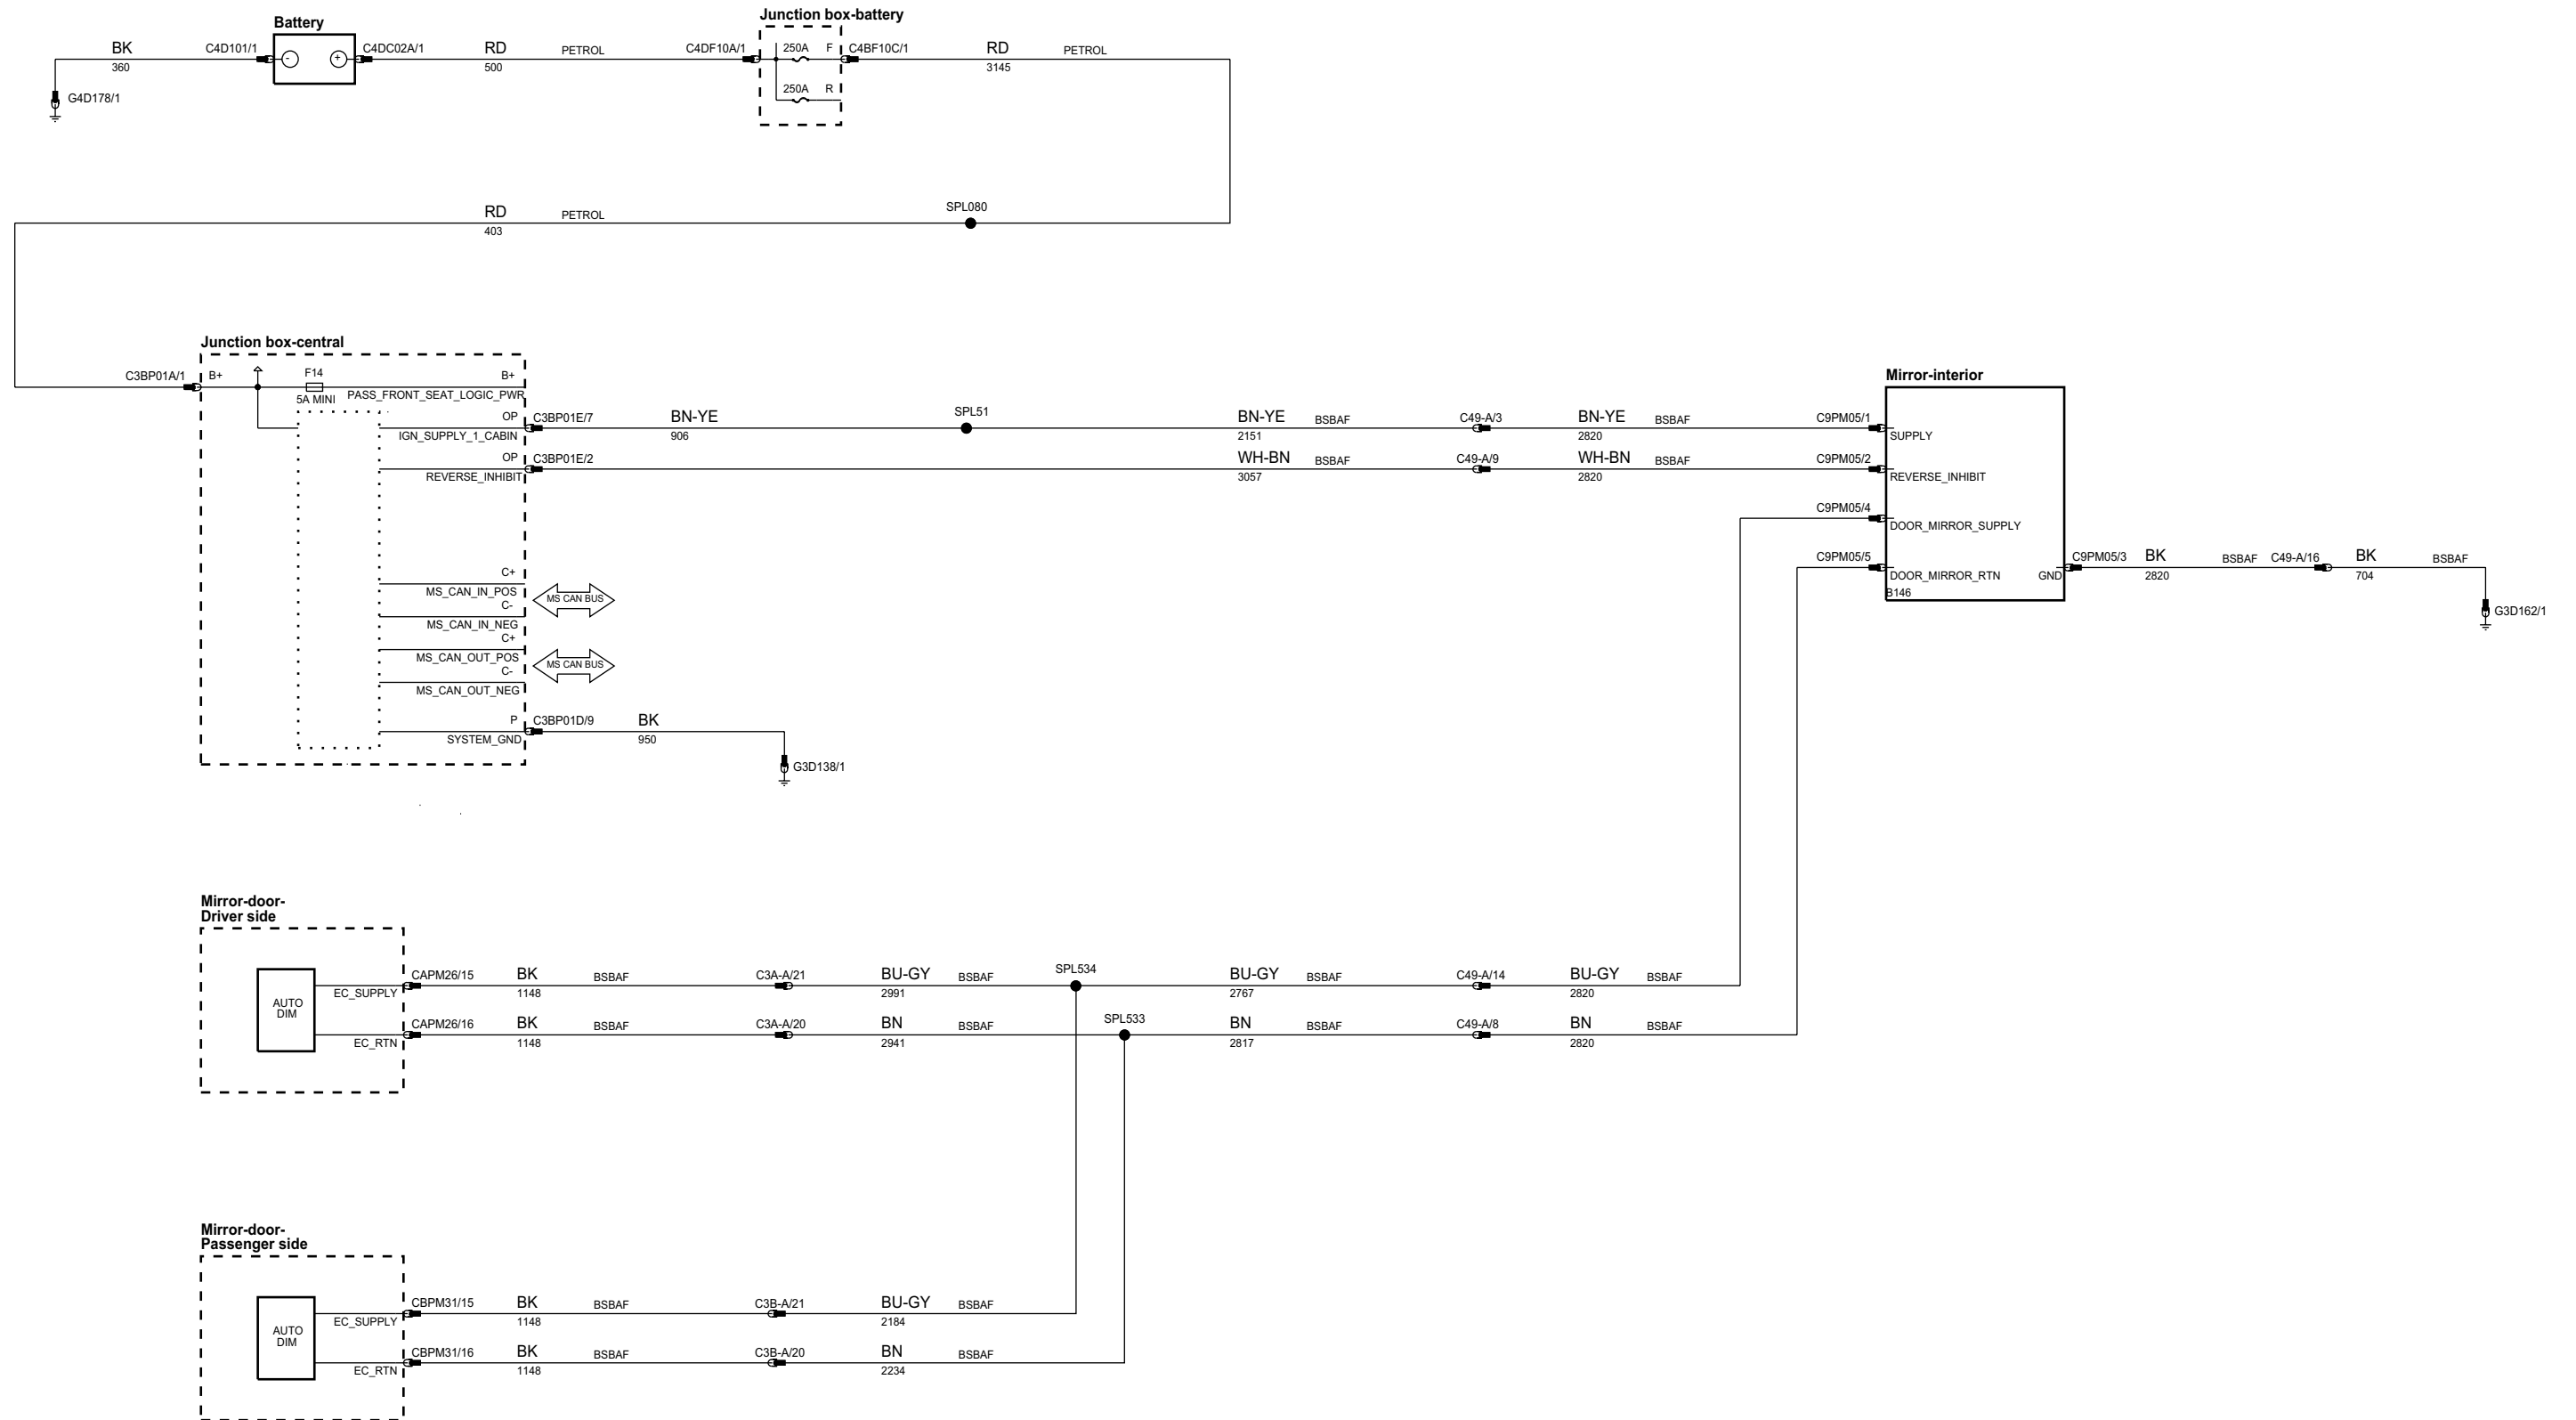 Battery
Junction box-battery
BK
360
C4D101/1
-
+
C4DC02A/1
RD
500
PETROL
C4DF10A/1
250A F
250A R
C4BF10C/1
RD
3145
PETROL
G4D178/1
RD
403
PETROL
SPL080
Junction box-central
C3BP01A/1
B+
F14
5A MINI
B+
PASS_FRONT_SEAT_LOGIC_PWR
OP
IGN_SUPPLY_1_CABIN
C3BP01E/7
BN-YE
906
SPL51
BN-YE
2151
BSBAF
C49-A/3
BN-YE
2820
BSBAF
C9PM05/1
OP
REVERSE_INHIBIT
C3BP01E/2
WH-BN
3057
BSBAF
C49-A/9
WH-BN
2820
BSBAF
C9PM05/2
Mirror-interior
SUPPLY
REVERSE_INHIBIT
C9PM05/4
DOOR_MIRROR_SUPPLY
C9PM05/5
DOOR_MIRROR_RTN
GND
B146
C9PM05/3
BK
2820
BSBAF
C49-A/16
BK
704
BSBAF
G3D162/1
C+
MS_CAN_IN_POS
C-
MS_CAN_IN_NEG
MS CAN BUS
C+
MS_CAN_OUT_POS
C-
MS_CAN_OUT_NEG
MS CAN BUS
P
SYSTEM_GND
C3BP01D/9
BK
950
G3D138/1
Mirror-door-
Driver side
AUTO
DIM
EC_SUPPLY
CAPM26/15
BK
1148
BSBAF
C3A-A/21
BU-GY
2991
BSBAF
SPL534
BU-GY
2767
BSBAF
C49-A/14
BU-GY
2820
BSBAF
EC_RTN
CAPM26/16
BK
1148
BSBAF
C3A-A/20
BN
2941
BSBAF
SPL533
BN
2817
BSBAF
C49-A/8
BN
2820
BSBAF
Mirror-door-
Passenger side
AUTO
DIM
EC_SUPPLY
CBPM31/15
BK
1148
BSBAF
C3B-A/21
BU-GY
2184
BSBAF
EC_RTN
CBPM31/16
BK
1148
BSBAF
C3B-A/20
BN
2234
BSBAF